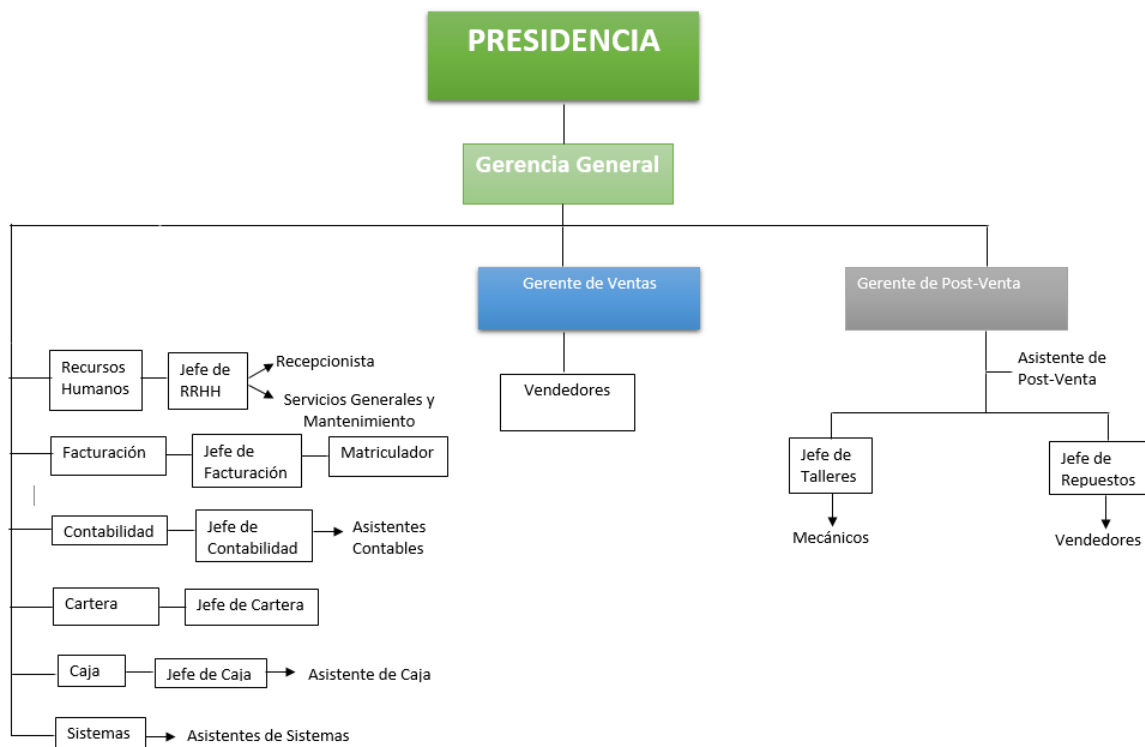 PRESIDENCIA
Gerencia General
Gerente de Ventas
Gerente de Post-Venta
Vendedores
Asistente de
Post-Venta
Jefe de
Talleres
Mecánicos
Jefe de
Repuestos
Vendedores
Recursos
Humanos
Jefe de
RRHH
Recepcionista
Servicios Generales y
Mantenimiento
Facturación
Jefe de
Facturación
Matriculador
Contabilidad
Jefe de
Contabilidad
Asistentes
Contables
Cartera
Jefe de Cartera
Caja
Jefe de Caja
Asistente de Caja
Sistemas
Asistentes de Sistemas